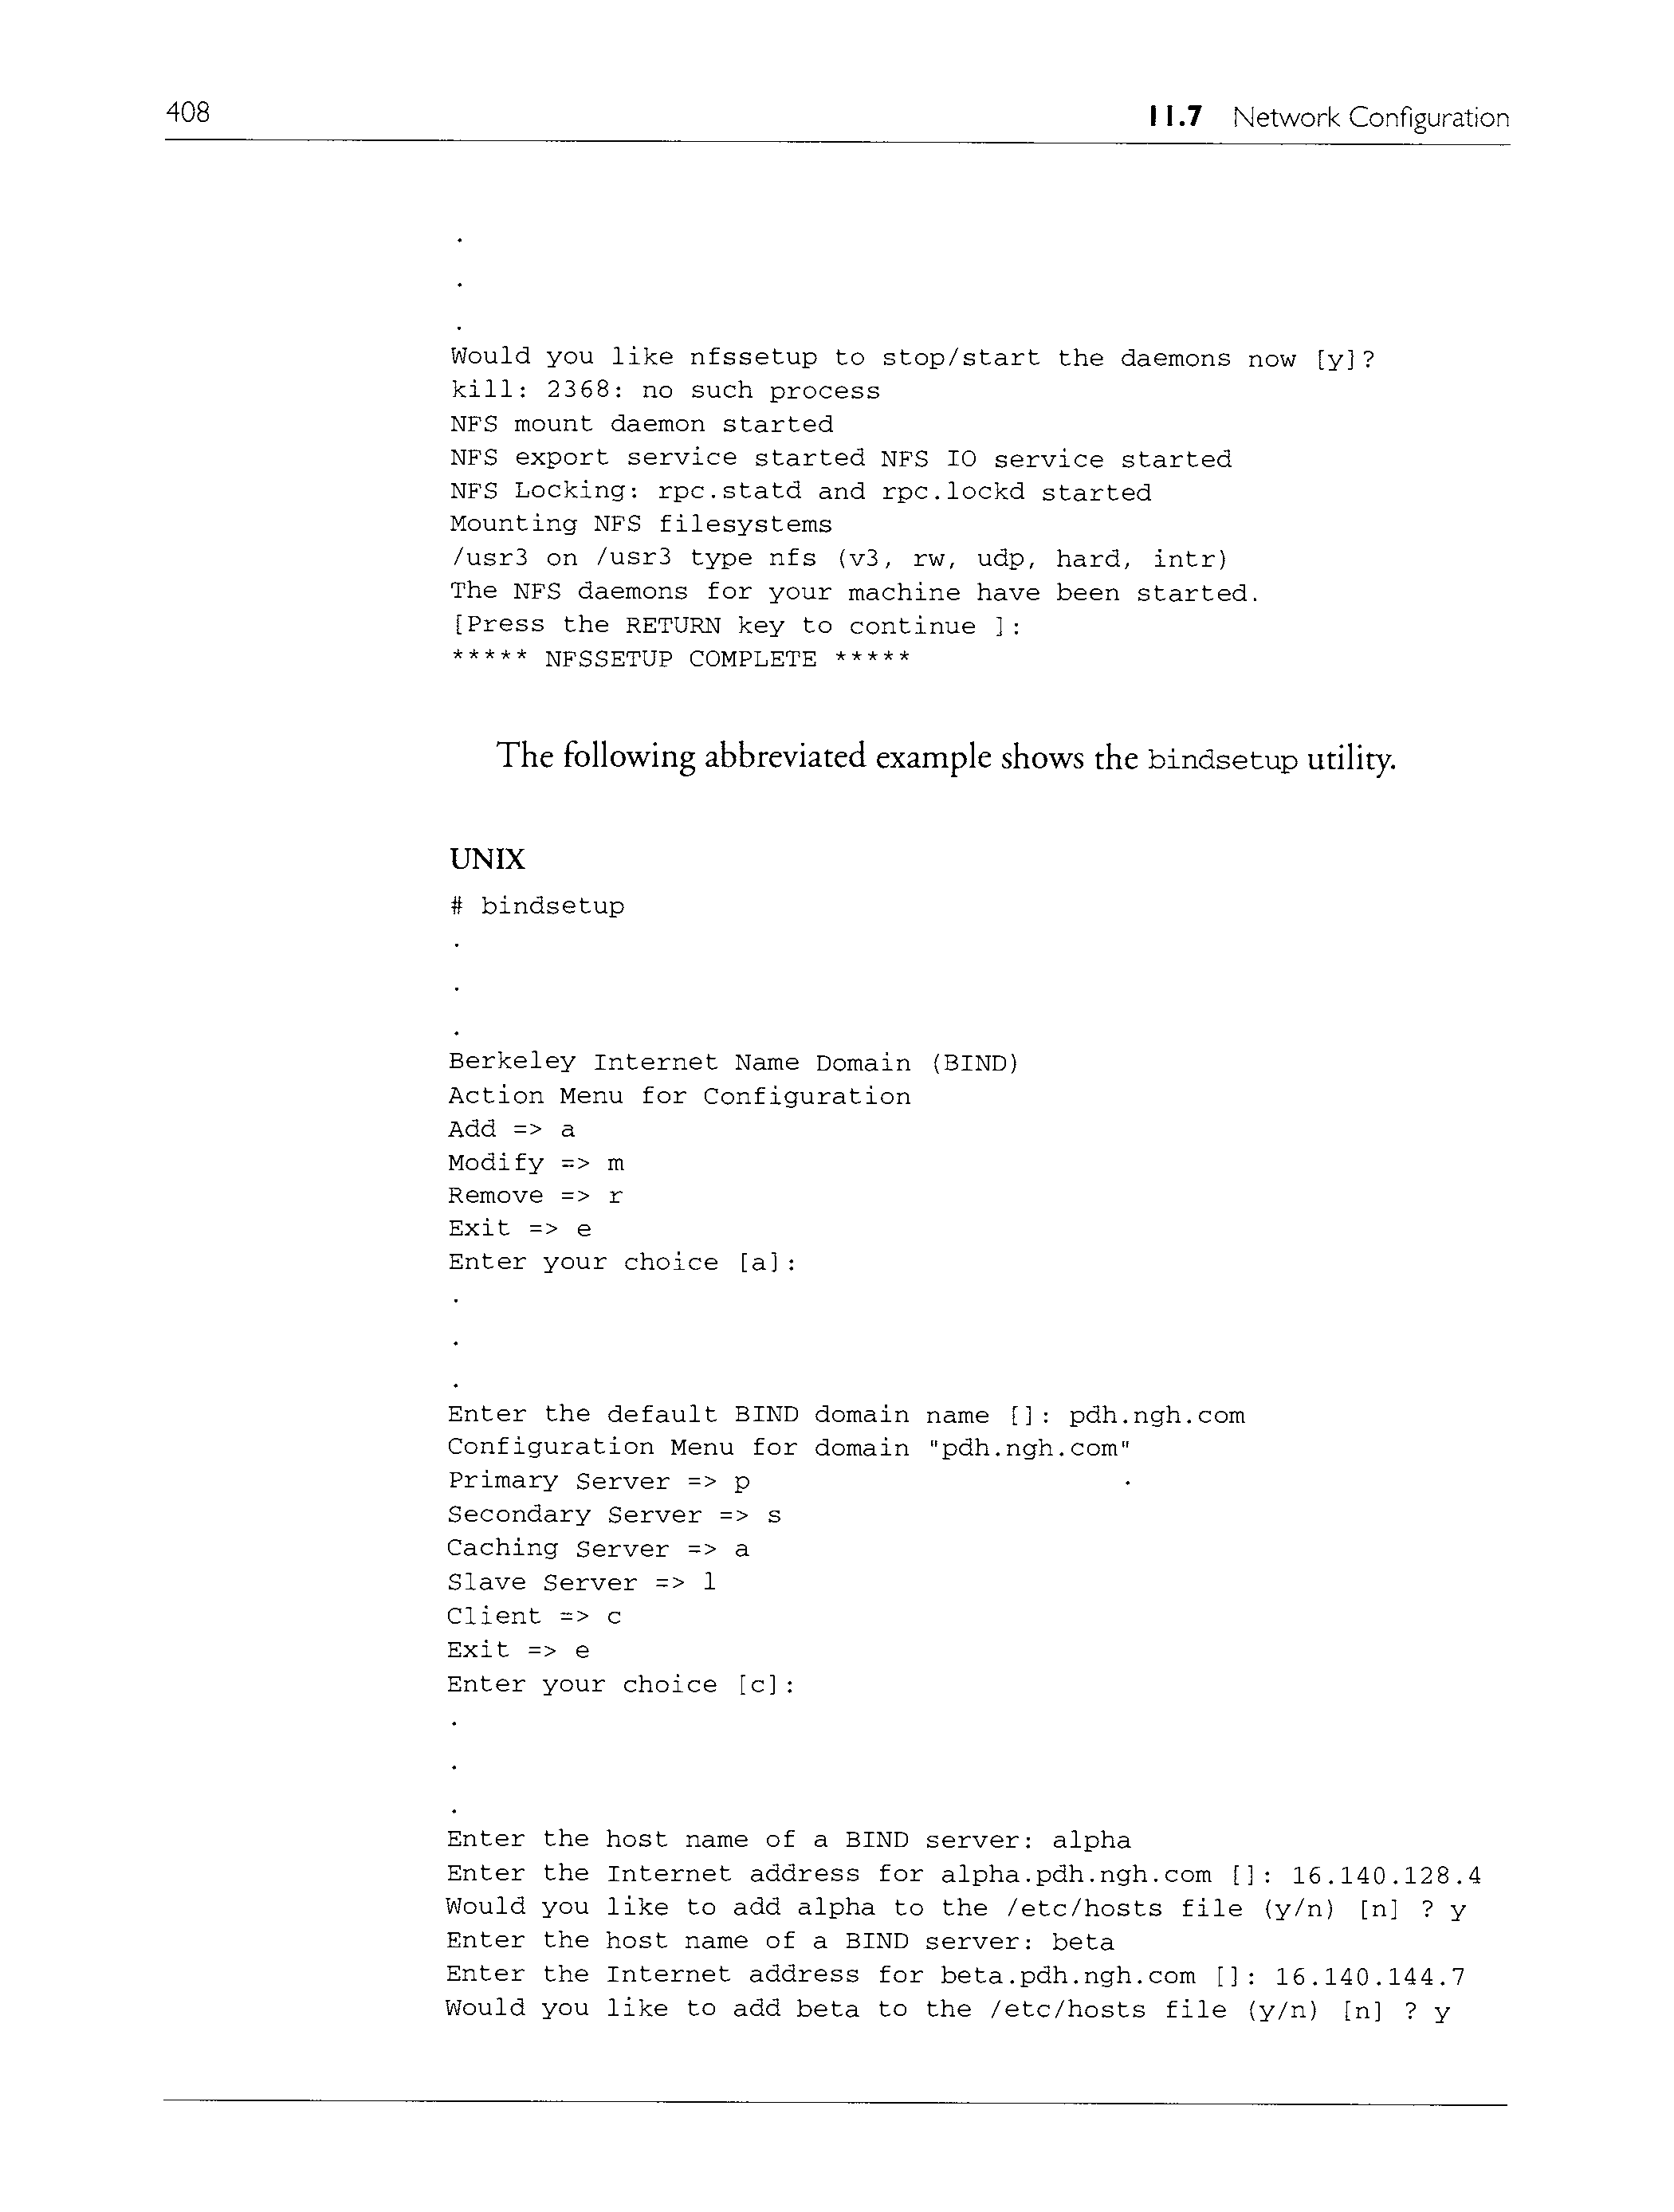 408
11.7 Network Configuration
.
.
.
Would you like nfssetup to stop/start the daemons now [y]?
kill: 2368: no such process
NFS mount daemon started
NFS export service started NFS IO service started
NFS Locking: rpc.statd and rpc.lockd started
Mounting NFS filesystems
/usr3 on /usr3 type nfs (v3, rw, udp, hard, intr)
The NFS daemons for your machine have been started.
[Press the RETURN key to continue ]:
***** NFSSETUP COMPLETE *****
The following abbreviated example shows the bindsetup utility.
UNIX
# bindsetup
.
.
.
Berkeley Internet Name Domain (BIND)
Action Menu for Configuration
Add => a
Modify => m
Remove => r
Exit => e
Enter your choice [a]:
.
.
.
Enter the default BIND domain name []: pdh.ngh.com
Configuration Menu for domain "pdh.ngh.com"
Primary Server => p
Secondary Server => s
Caching Server => a
Slave Server => l
Client => c
Exit => e
Enter your choice [c]:
.
.
.
Enter the host name of a BIND server: alpha
Enter the Internet address for alpha.pdh.ngh.com []: 16.140.128.4
Would you like to add alpha to the /etc/hosts file (y/n) [n] ? y
Enter the host name of a BIND server: beta
Enter the Internet address for beta.pdh.ngh.com []: 16.140.144.7
Would you like to add beta to the /etc/hosts file (y/n) [n] ? y